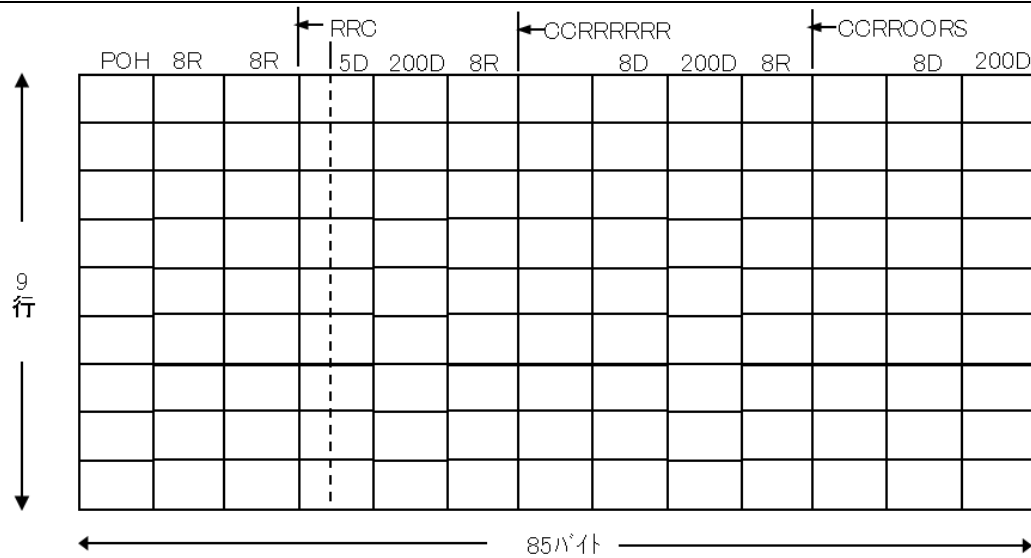 RRC CCRRRRRR CCRROORS
POH 8R 8R 5D 200D 8R 8D 200D 8R 8D 200D
9
行
85ﾊﾞｲﾄ